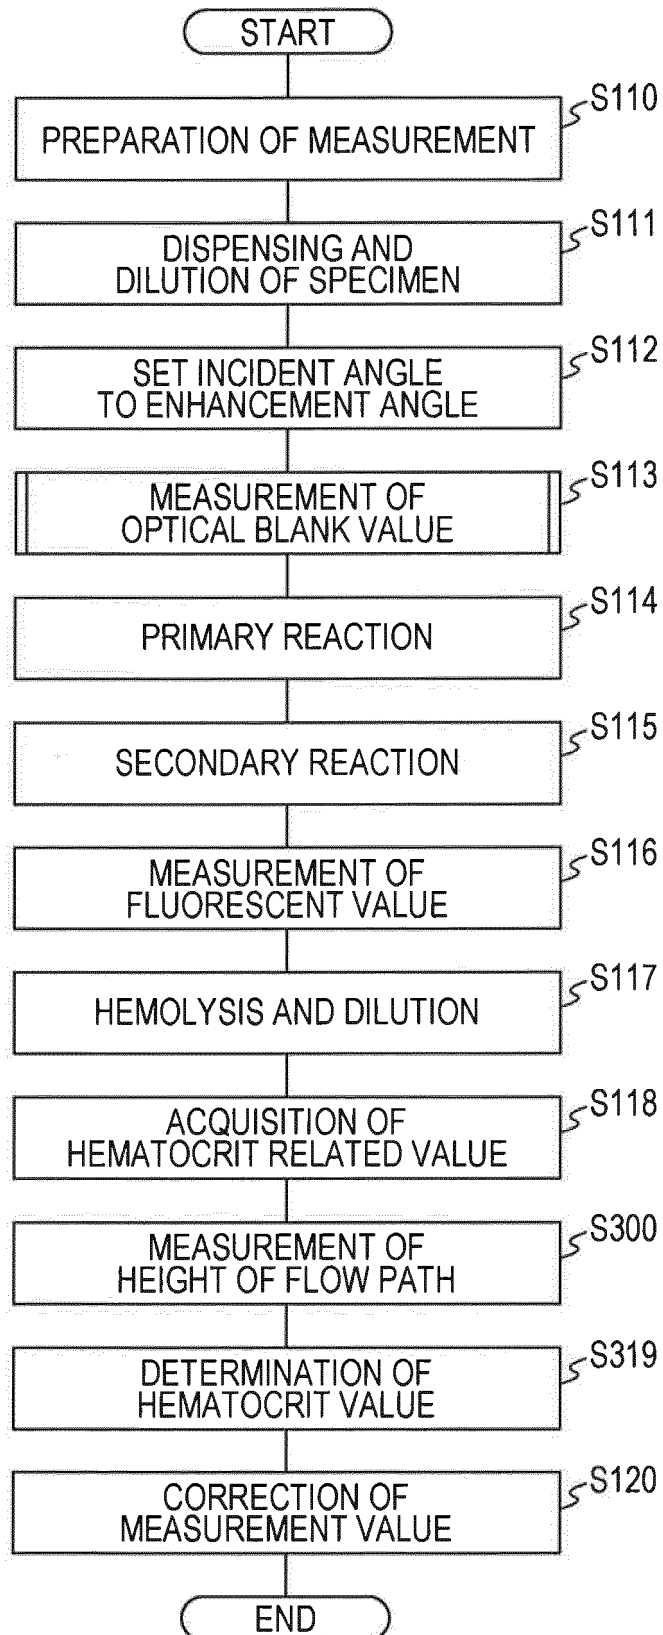 START
S110
PREPARATION OF MEASUREMENT
S111
DISPENSING AND
DILUTION OF SPECIMEN
S112
SET INCIDENT ANGLE
TO ENHANCEMENT ANGLE
S113
MEASUREMENT OF
OPTICAL BLANK VALUE
S114
PRIMARY REACTION
S115
SECONDARY REACTION
S116
MEASUREMENT OF
FLUORESCENT VALUE
S117
HEMOLYSIS AND DILUTION
S118
ACQUISITION OF
HEMATOCRIT RELATED VALUE
S300
MEASUREMENT OF
HEIGHT OF FLOW PATH
S319
DETERMINATION OF
HEMATOCRIT VALUE
S120
CORRECTION OF
MEASUREMENT VALUE
END